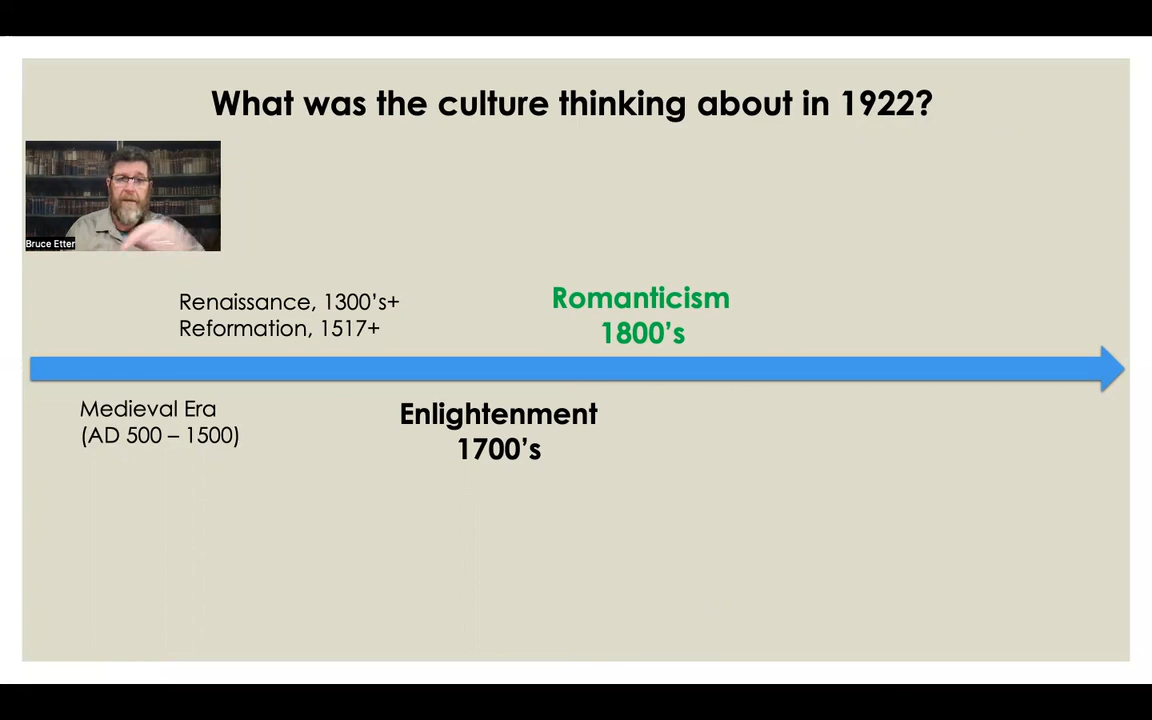 What was the culture thinking about in 1922?
Bruce Etter
Renaissance, 1300’s+
Reformation, 1517+
Romanticism
1800’s
Medieval Era
(AD 500 – 1500)
Enlightenment
1700’s